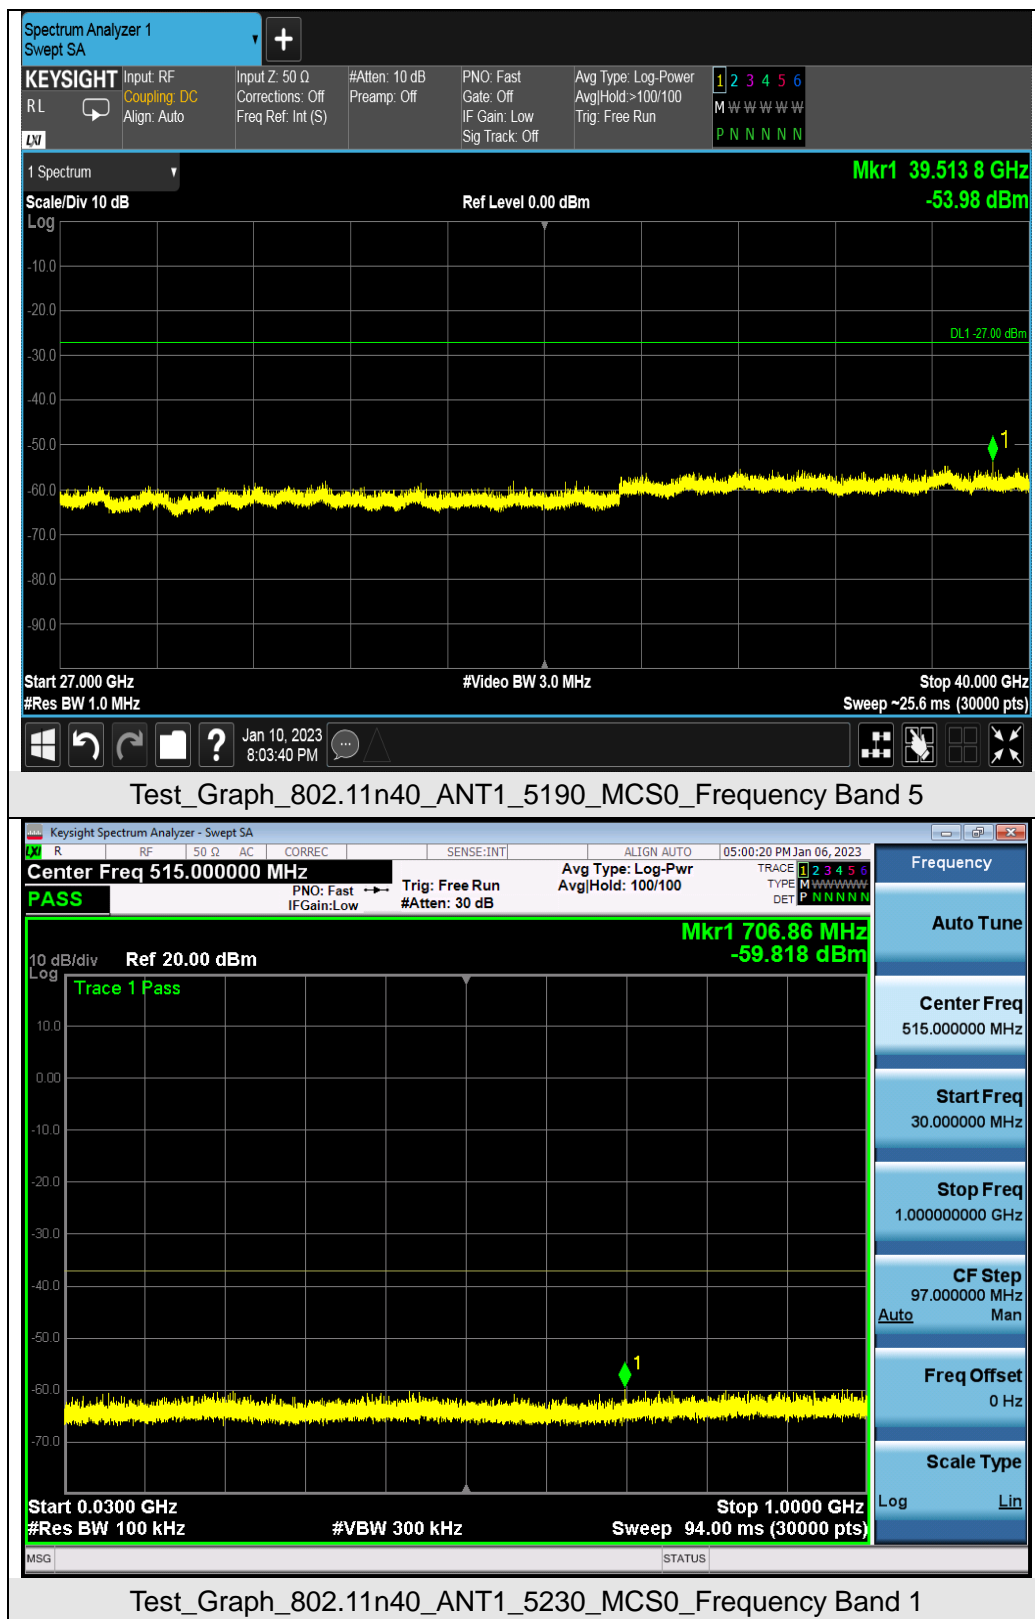 Spectrum Analyzer 1
Swept SA
KEYSIGHT
RL
LXI
Input: RF
Coupling: DC
Align: Auto
Input Z: 50 Ω
Corrections: Off
Freq Ref: Int (S)
#Atten: 10 dB
Preamp: Off
PNO: Fast
Gate: Off
IF Gain: Low
Sig Track: Off
Avg Type: Log-Power
Avg|Hold:>100/100
Trig: Free Run
1 2 3 4 5 6
M W W W W W
P N N N N N
1 Spectrum
Mkr1 39.513 8 GHz
Scale/Div 10 dB
Ref Level 0.00 dBm
-53.98 dBm
Log
-10.0
-20.0
DL1 -27.00 dBm
-30.0
-40.0
-50.0
1
-60.0
-70.0
-80.0
-90.0
Start 27.000 GHz
#Video BW 3.0 MHz
Stop 40.000 GHz
#Res BW 1.0 MHz
Sweep ~25.6 ms (30000 pts)
?
Jan 10, 2023
8:03:40 PM
Test_Graph_802.11n40_ANT1_5190_MCS0_Frequency Band 5
Keysight Spectrum Analyzer - Swept SA
LXI R RF 50 Ω AC CORREC SENSE:INT ALIGN AUTO 05:00:20 PM Jan 06, 2023
Center Freq 515.000000 MHz
PASS
PNO: Fast
IFGain:Low
Trig: Free Run
#Atten: 30 dB
Avg Type: Log-Pwr
Avg|Hold: 100/100
TRACE 1 2 3 4 5 6
TYPE M WWWWW
DET P N N N N N
Mkr1 706.86 MHz
-59.818 dBm
10 dB/div
Ref 20.00 dBm
Log
Trace 1 Pass
10.0
0.00
-10.0
-20.0
-30.0
-40.0
-50.0
1
-60.0
-70.0
Start 0.0300 GHz
Stop 1.0000 GHz
#Res BW 100 kHz
#VBW 300 kHz
Sweep 94.00 ms (30000 pts)
MSG
STATUS
Frequency
Auto Tune
Center Freq
515.000000 MHz
Start Freq
30.000000 MHz
Stop Freq
1.000000000 GHz
CF Step
97.000000 MHz
Auto Man
Freq Offset
0 Hz
Scale Type
Log Lin
Test_Graph_802.11n40_ANT1_5230_MCS0_Frequency Band 1